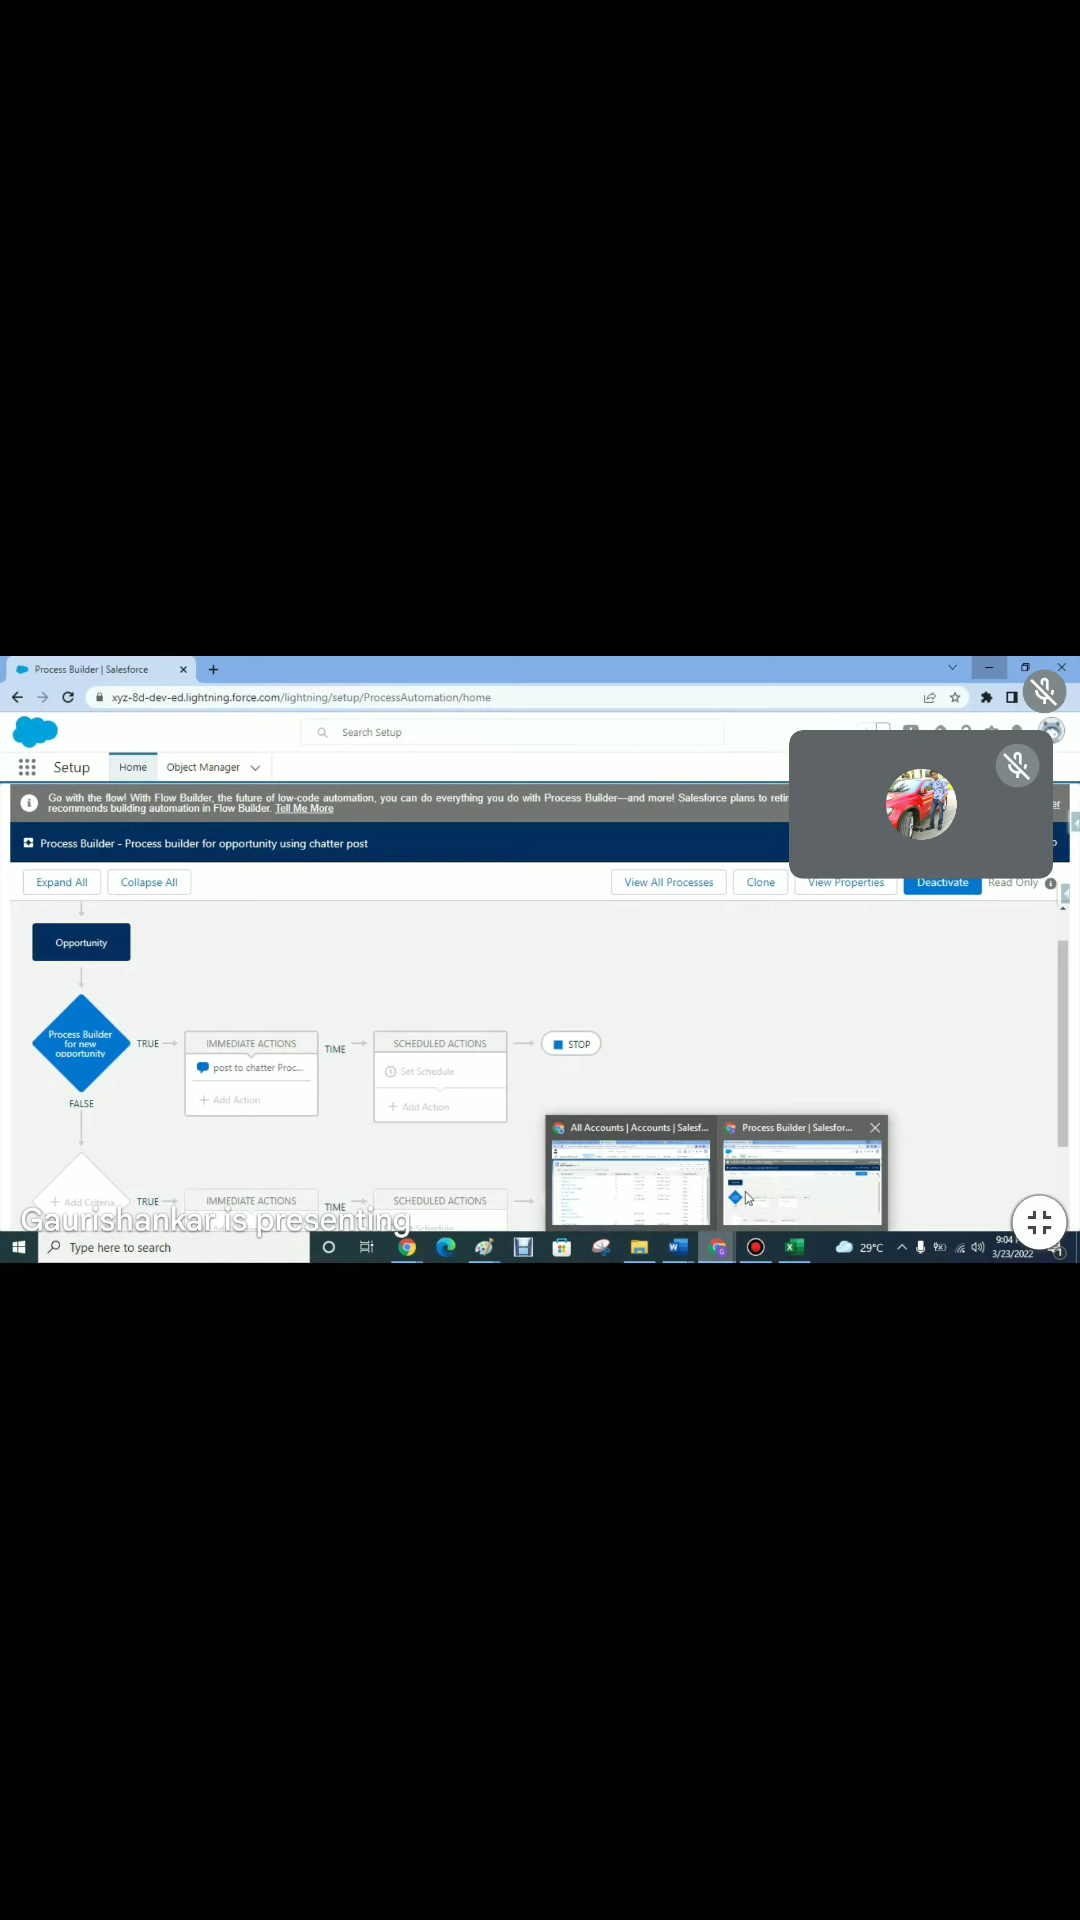 Process Builder | Salesforce
xyz-8d-dev-ed.lightning.force.com/lightning/setup/ProcessAutomation/home
Search Setup
Setup
Home
Object Manager
Go with the flow! With Flow Builder, the future of low-code automation, you can do everything you do with Process Builder—and more! Salesforce plans to reti
recommends building automation in Flow Builder. Tell Me More
Process Builder - Process builder for opportunity using chatter post
Expand All
Collapse All
View All Processes
Clone
View Properties
Deactivate
Read Only
Opportunity
Process Builder
for new
opportunity
TRUE
IMMEDIATE ACTIONS
post to chatter Proc...
+ Add Action
TIME
SCHEDULED ACTIONS
Set Schedule
+ Add Action
STOP
FALSE
+ Add Criteria
TRUE
IMMEDIATE ACTIONS
TIME
SCHEDULED ACTIONS
Schedule
All Accounts | Accounts | Salesf...
Process Builder | Salesfor...
Gaurishankar is presenting
Type here to search
29°C
9:04
3/23/2022